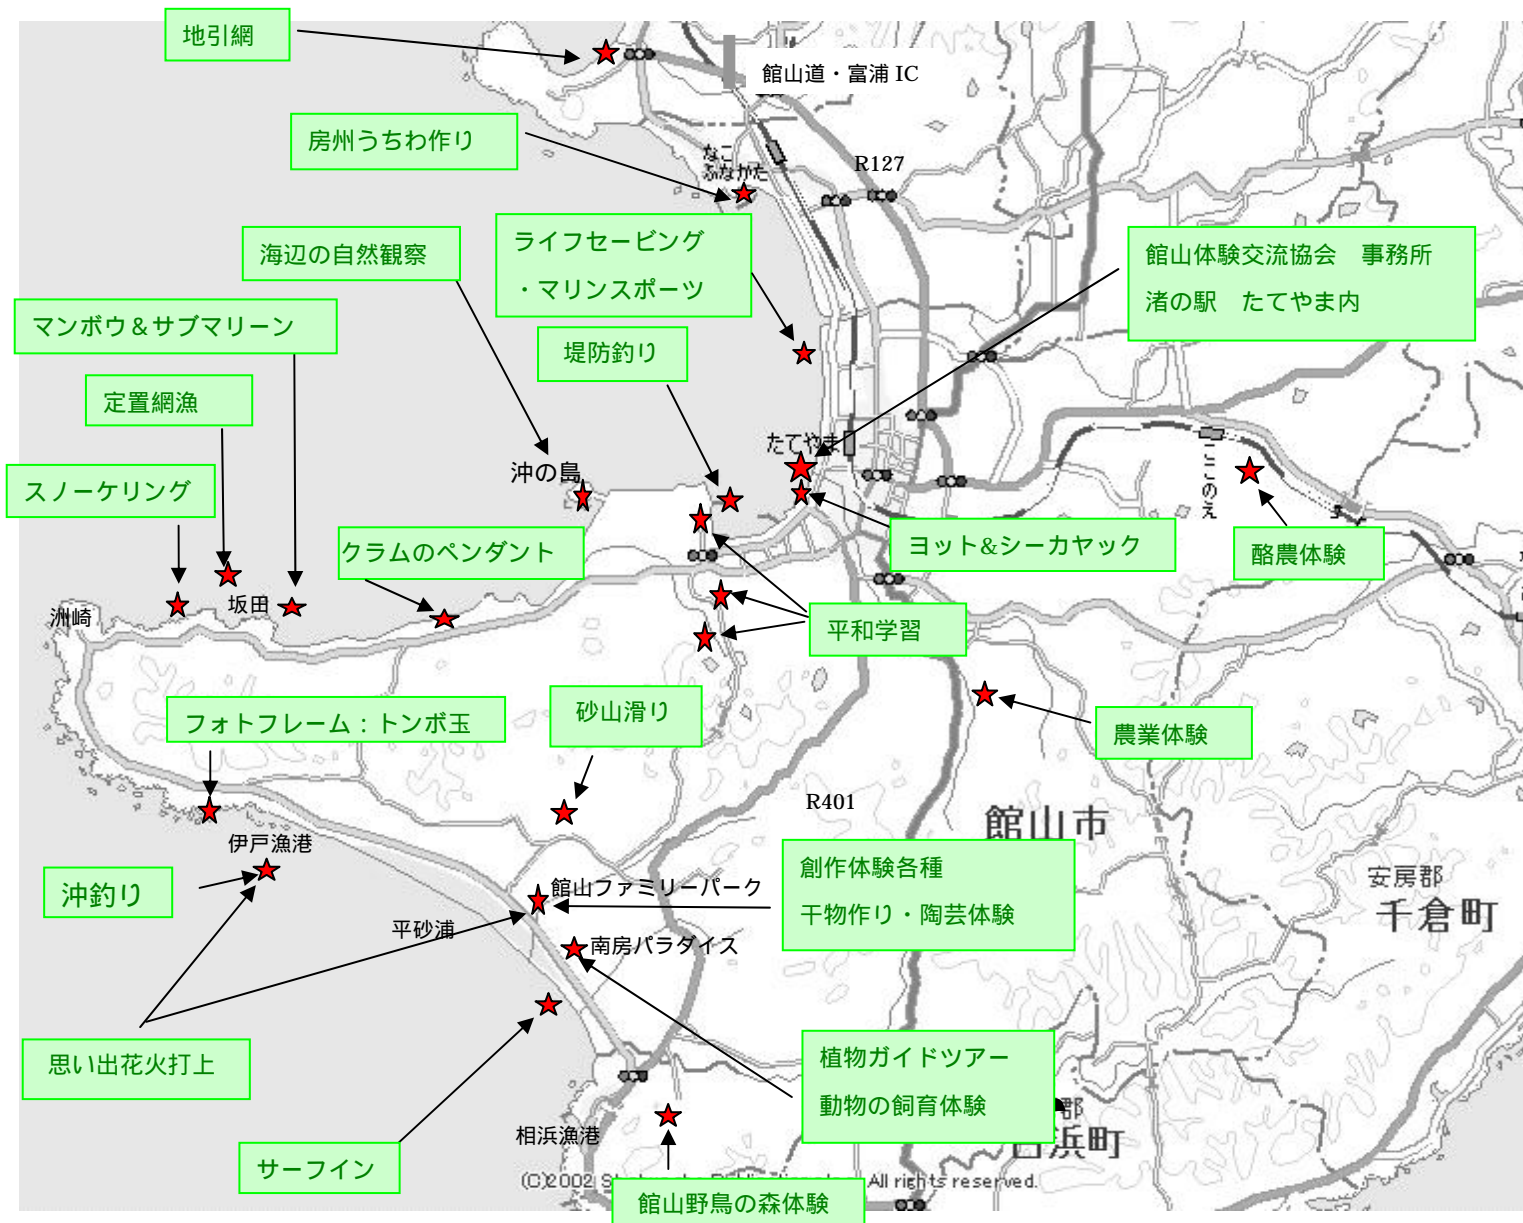 地引網
館山道・富浦 IC
房州うちわ作り
なこ
ふなかた
R127
海辺の自然観察
ライフセービング
・マリンスポーツ
館山体験交流協会　事務所
渚の駅　たてやま内
マンボウ＆サブマリーン
堤防釣り
定置網漁
たてやま
沖の島
ここのえ
スノーケリング
クラムのペンダント
ヨット&シーカヤック
酪農体験
坂田
洲崎
平和学習
フォトフレーム：トンボ玉
砂山滑り
農業体験
R401
館山市
伊戸漁港
沖釣り
館山ファミリーパーク
創作体験各種
干物作り・陶芸体験
安房郡
千倉町
平砂浦
南房パラダイス
思い出花火打上
植物ガイドツアー
動物の飼育体験
郡
白浜町
相浜漁港
サーフイン
(C)2002
All rights reserved.
館山野鳥の森体験